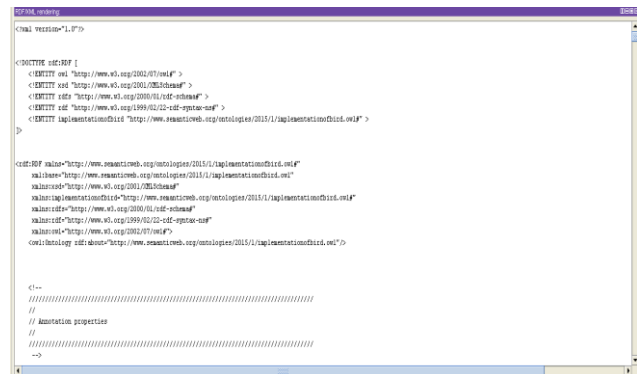 RDF/XML rendering:
<?xml version="1.0"?>
<!DOCTYPE rdf:RDF [
<!ENTITY owl "http://www.w3.org/2002/07/owl#" >
<!ENTITY xsd "http://www.w3.org/2001/XMLSchema#" >
<!ENTITY rdfs "http://www.w3.org/2000/01/rdf-schema#" >
<!ENTITY rdf "http://www.w3.org/1999/02/22-rdf-syntax-ns#" >
<!ENTITY implementationofbird "http://www.semanticweb.org/ontologies/2015/1/implementationofbird.owl#" >
]>
<rdf:RDF xmlns="http://www.semanticweb.org/ontologies/2015/1/implementationofbird.owl#"
xml:base="http://www.semanticweb.org/ontologies/2015/1/implementationofbird.owl"
xmlns:xsd="http://www.w3.org/2001/XMLSchema#"
xmlns:implementationofbird="http://www.semanticweb.org/ontologies/2015/1/implementationofbird.owl#"
xmlns:rdfs="http://www.w3.org/2000/01/rdf-schema#"
xmlns:rdf="http://www.w3.org/1999/02/22-rdf-syntax-ns#"
xmlns:owl="http://www.w3.org/2002/07/owl#">
<owl:Ontology rdf:about="http://www.semanticweb.org/ontologies/2015/1/implementationofbird.owl"/>
<!--
///////////////////////////////////////////////////////////////////////////////////////
//
// Annotation properties
//
///////////////////////////////////////////////////////////////////////////////////////
-->